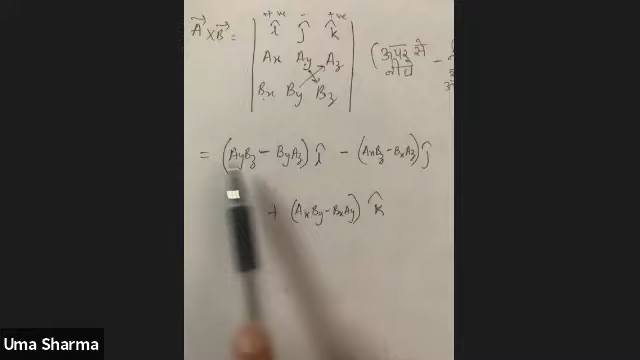 +ve - +ve
A⃗ × B⃗ = | î ĵ k̂ |
| Ax Ay Az | (ऊपर से -
| Bx By Bz | नीचे
= (AyBz - ByAz) î - (AxBz - BxAz) ĵ
+ (AxBy - BxAy) k̂
Uma Sharma